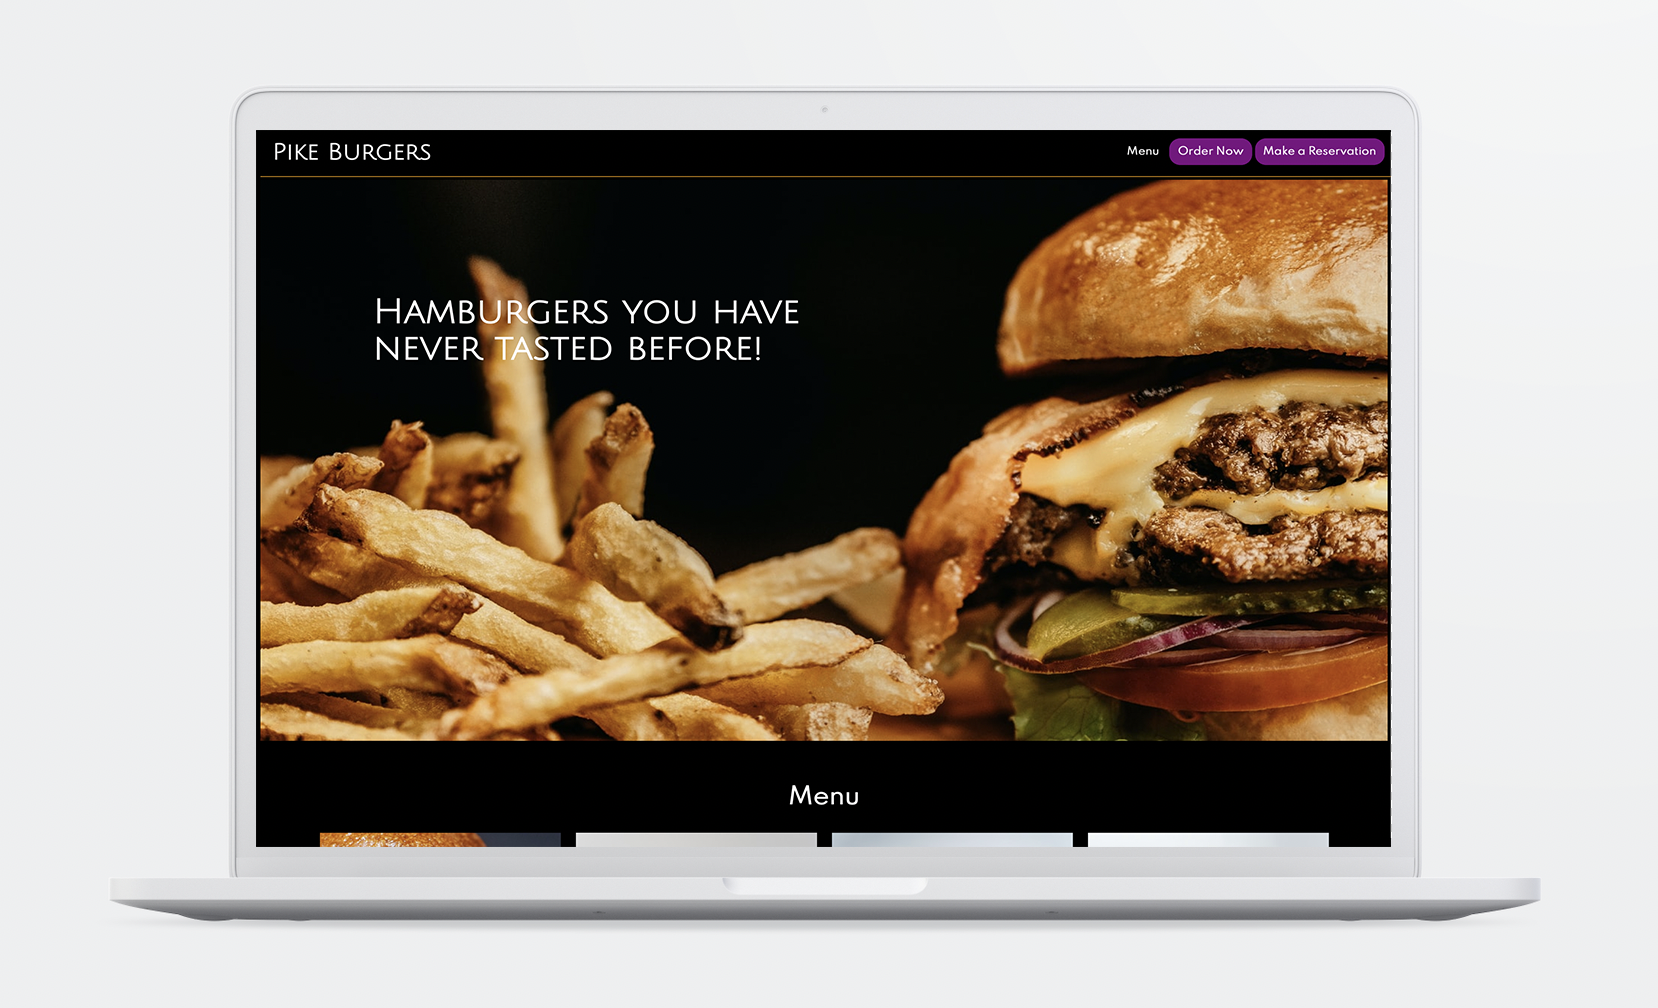 Pike Burgers
Menu
Order Now
Make a Reservation
Hamburgers you have
never tasted before!
Menu